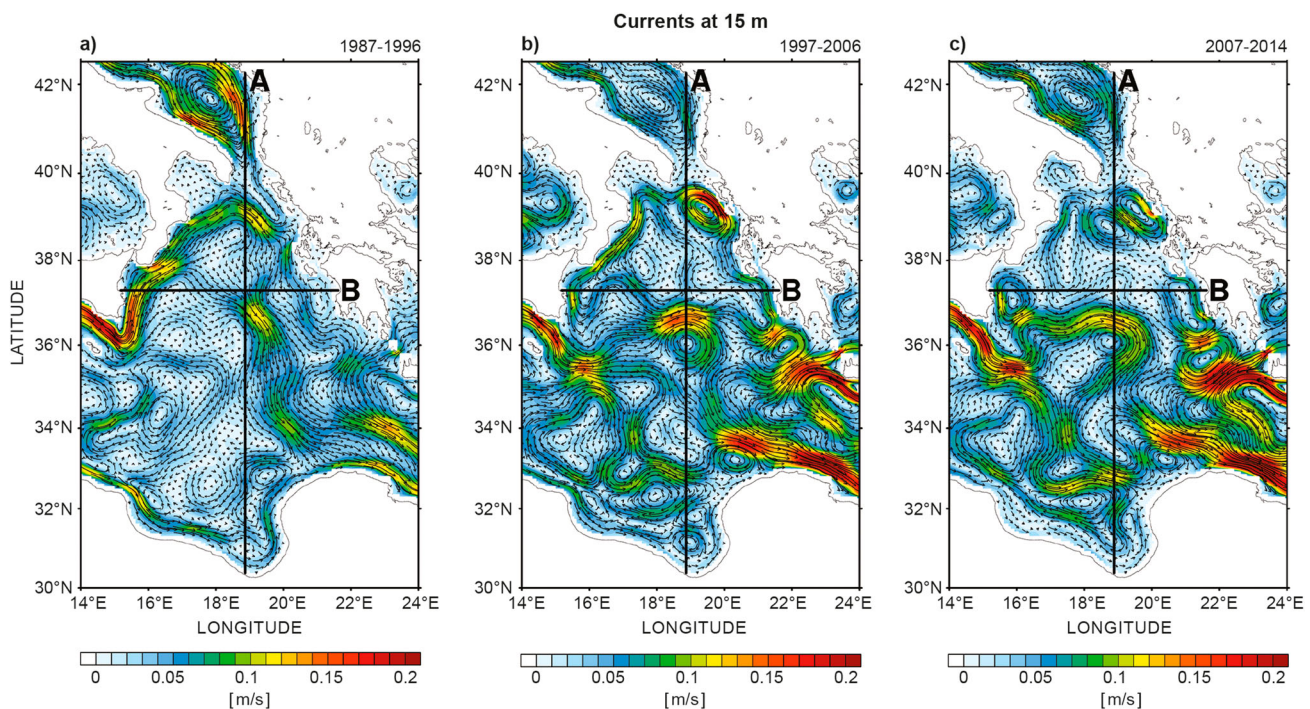 Currents at 15 m
a) 1987-1996
b) 1997-2006
c) 2007-2014
A
A
A
B
B
B
LATITUDE
42°N
40°N
38°N
36°N
34°N
32°N
30°N
42°N
40°N
38°N
36°N
34°N
32°N
30°N
42°N
40°N
38°N
36°N
34°N
32°N
30°N
14°E 16°E 18°E 20°E 22°E 24°E
14°E 16°E 18°E 20°E 22°E 24°E
14°E 16°E 18°E 20°E 22°E 24°E
LONGITUDE
LONGITUDE
LONGITUDE
0 0.05 0.1 0.15 0.2
0 0.05 0.1 0.15 0.2
0 0.05 0.1 0.15 0.2
[m/s]
[m/s]
[m/s]